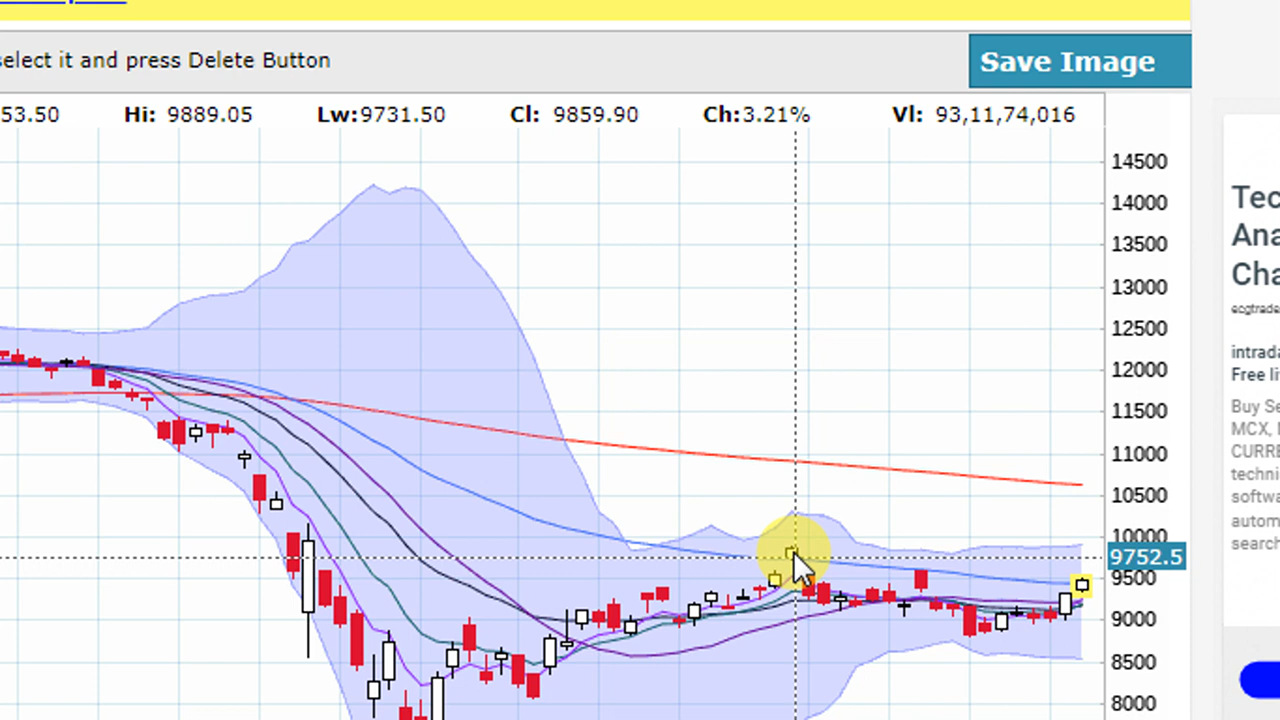 select it and press Delete Button
Save Image
53.50 Hi: 9889.05 Lw:9731.50 Cl: 9859.90 Ch:3.21% Vl: 93,11,74,016
14500
14000
13500
13000
12500
12000
11500
11000
10500
10000
9752.5
9500
9000
8500
8000
Tec
Ana
Cha
intrada
Free li
Buy Se
MCX,
CURRE
techni
softwa
autom
search